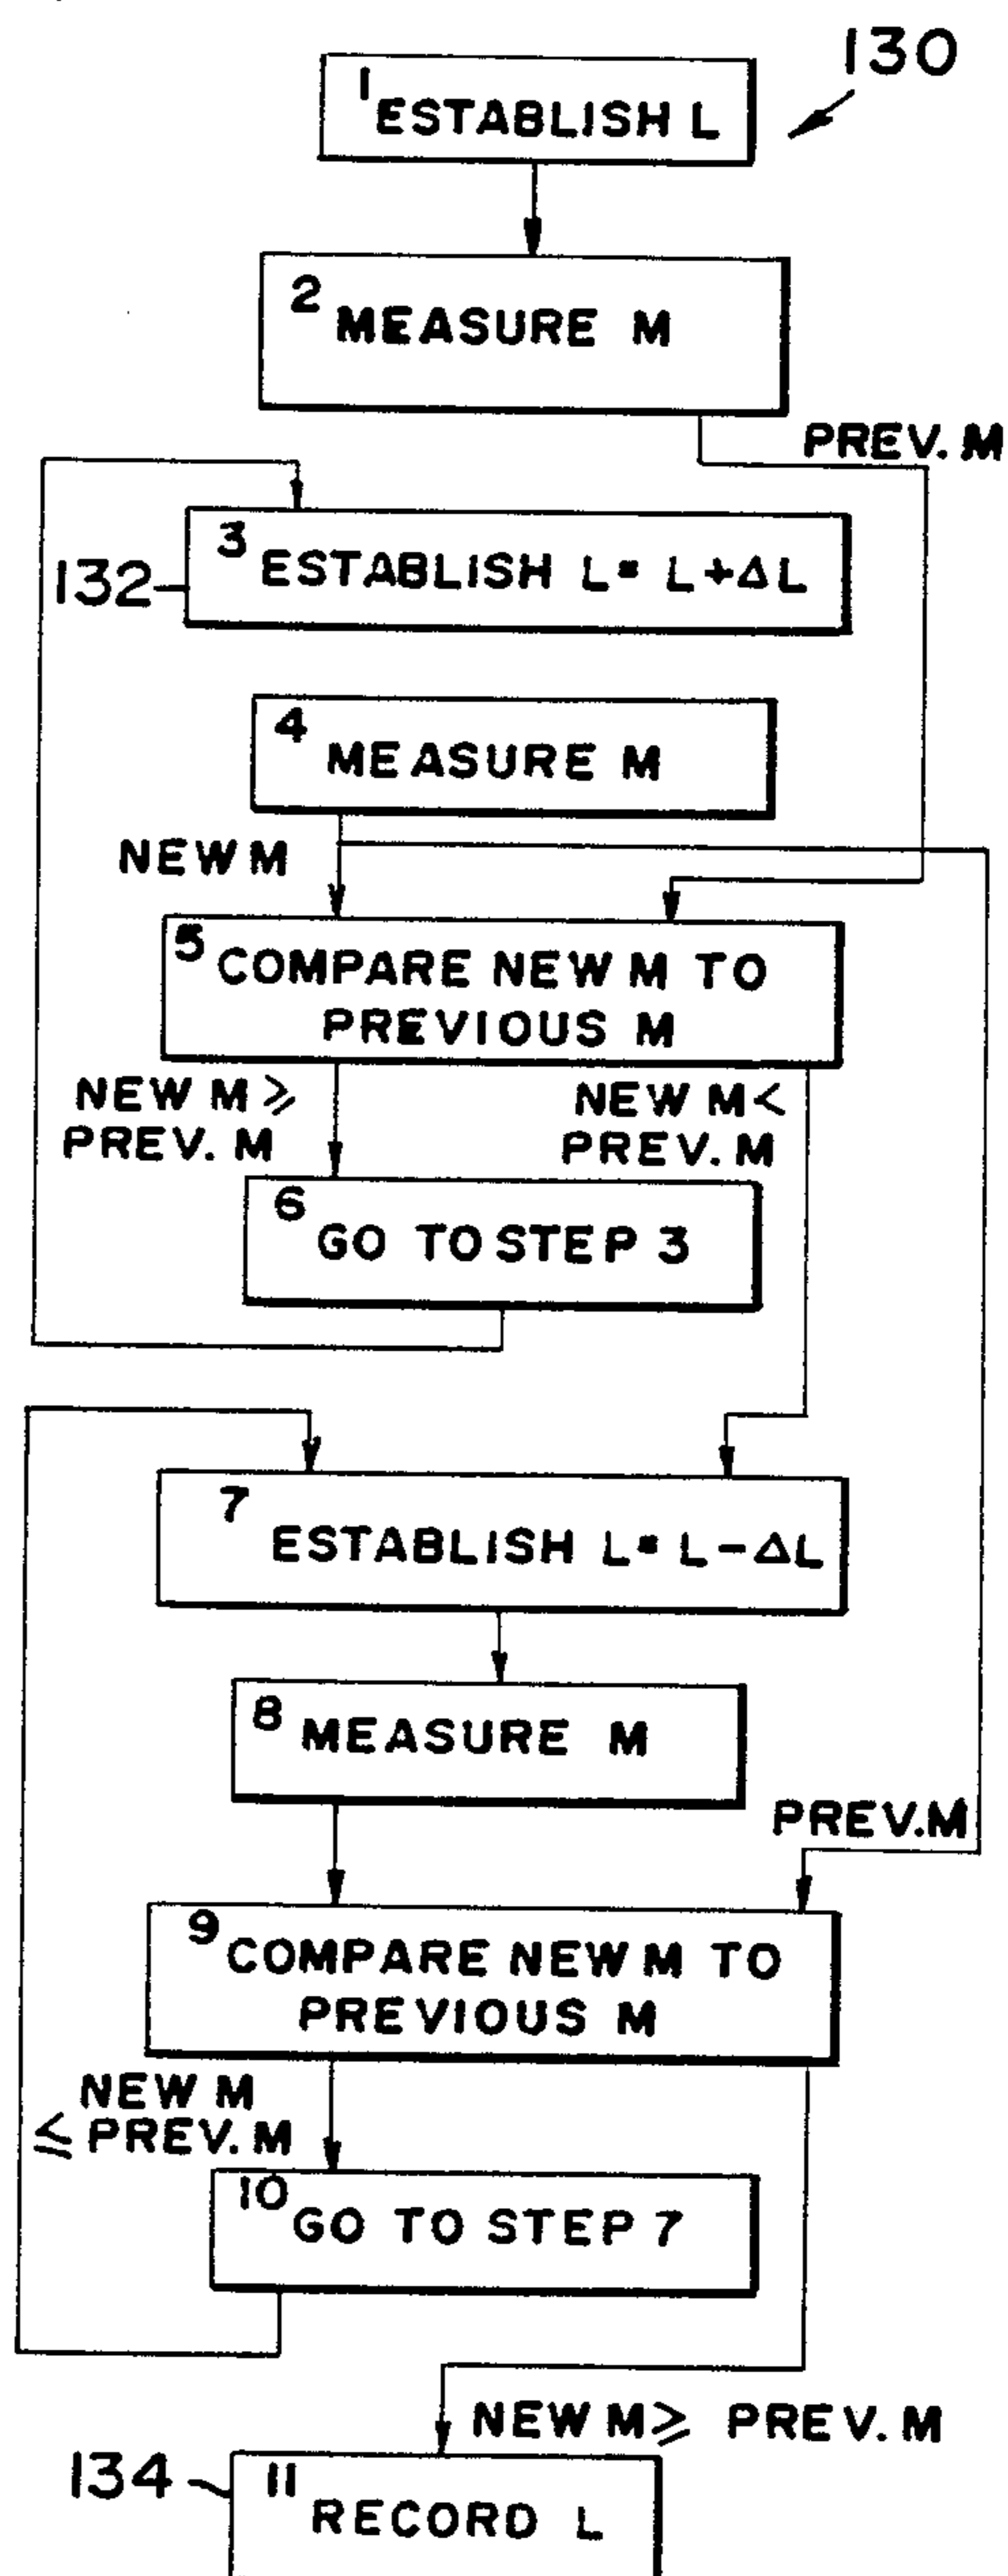 130
1 ESTABLISH L
2 MEASURE M
PREV. M
3 ESTABLISH L = L + ΔL
132
4 MEASURE M
NEW M
5 COMPARE NEW M TO
PREVIOUS M
NEW M ≥
PREV. M
NEW M <
PREV. M
6 GO TO STEP 3
7 ESTABLISH L = L - ΔL
8 MEASURE M
PREV. M
9 COMPARE NEW M TO
PREVIOUS M
NEW M
≤ PREV. M
10 GO TO STEP 7
NEW M ≥ PREV. M
134
11 RECORD L